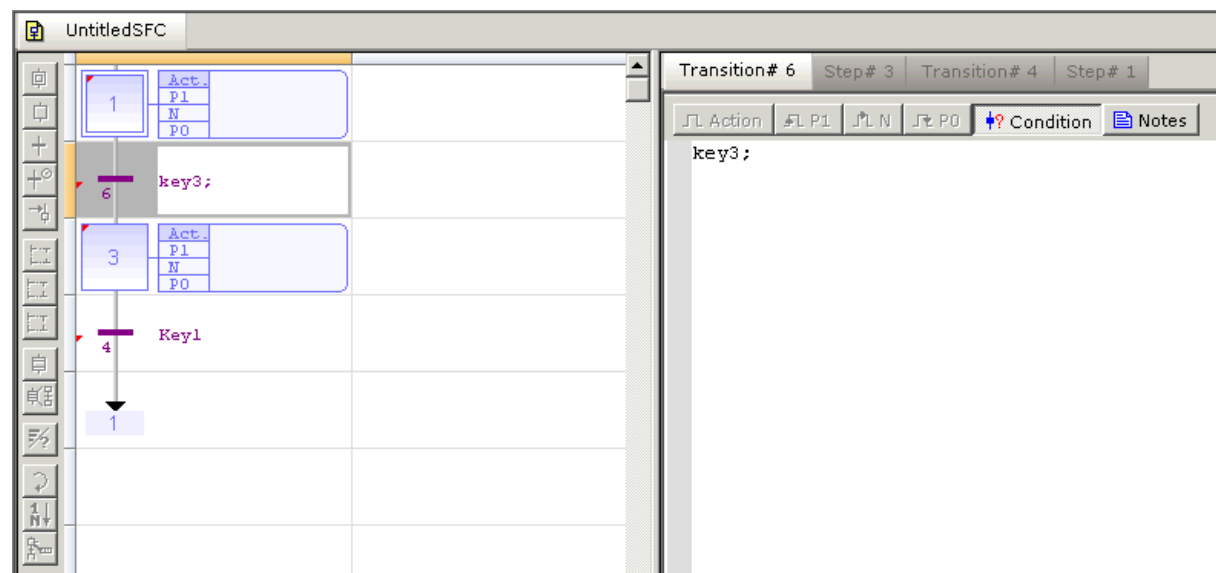 UntitledSFC
Transition# 6 Step# 3 Transition# 4 Step# 1
Action P1 N P0 Condition Notes
key3;
1 Act.
P1
N
P0
6 key3;
3 Act.
P1
N
P0
4 Key1
1
1
N